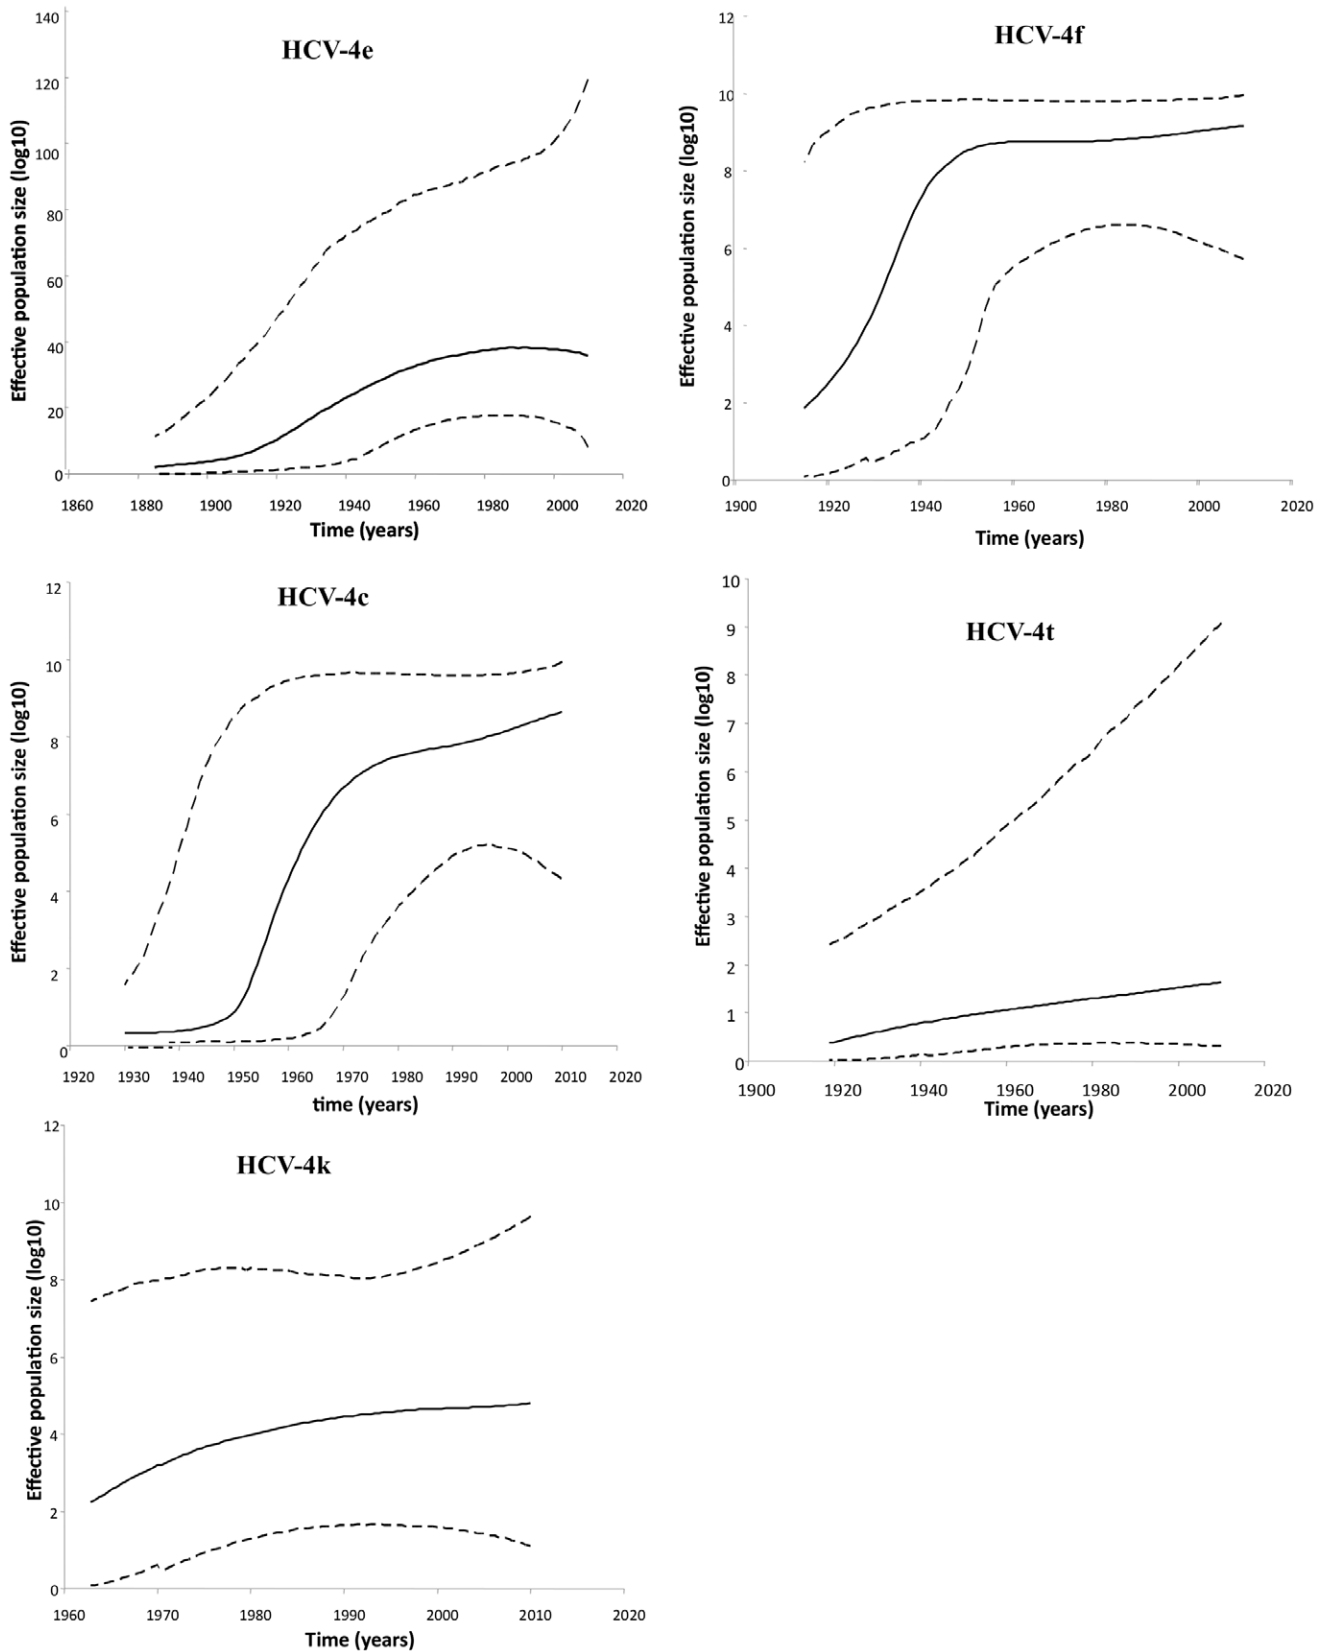 HCV-4e
Effective population size (log10)
140
120
100
80
60
40
20
0
1860 1880 1900 1920 1940 1960 1980 2000 2020
Time (years)
HCV-4f
Effective population size (log10)
12
10
8
6
4
2
0
1900 1920 1940 1960 1980 2000 2020
Time (years)
HCV-4c
Effective population size (log10)
12
10
8
6
4
2
0
1920 1930 1940 1950 1960 1970 1980 1990 2000 2010 2020
time (years)
HCV-4t
Effective population size (log10)
10
9
8
7
6
5
4
3
2
1
0
1900 1920 1940 1960 1980 2000 2020
Time (years)
HCV-4k
Effective population size (log10)
12
10
8
6
4
2
0
1960 1970 1980 1990 2000 2010 2020
Time (years)